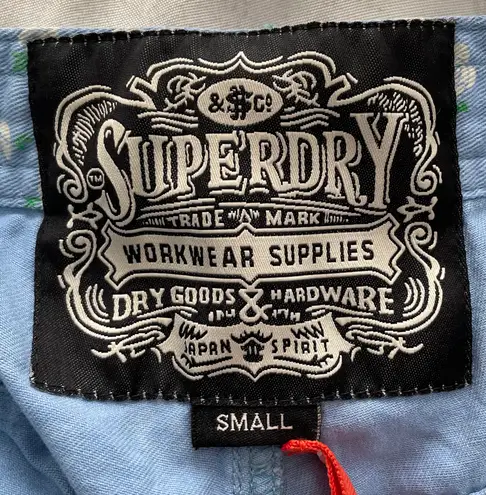 & $ Co
SUPERDRY
TM
TRADE MARK
WORKWEAR SUPPLIES
DRY GOODS & HARDWARE
JAPAN SPIRIT
SMALL